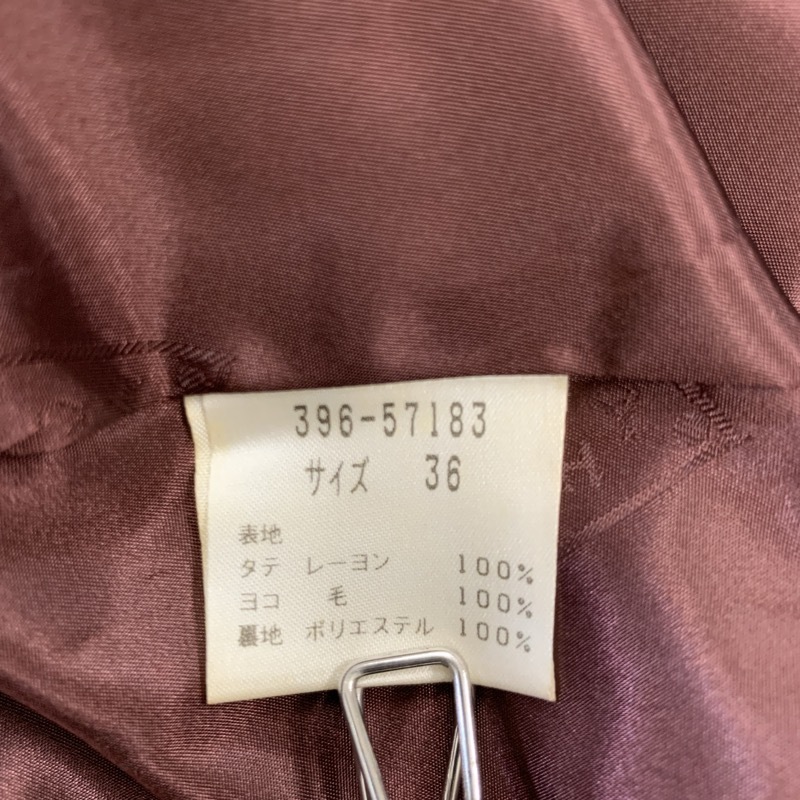 396-57183
サイズ 36
表地
タテ レーヨン 100%
ヨコ 毛 100%
裏地 ポリエステル 100%